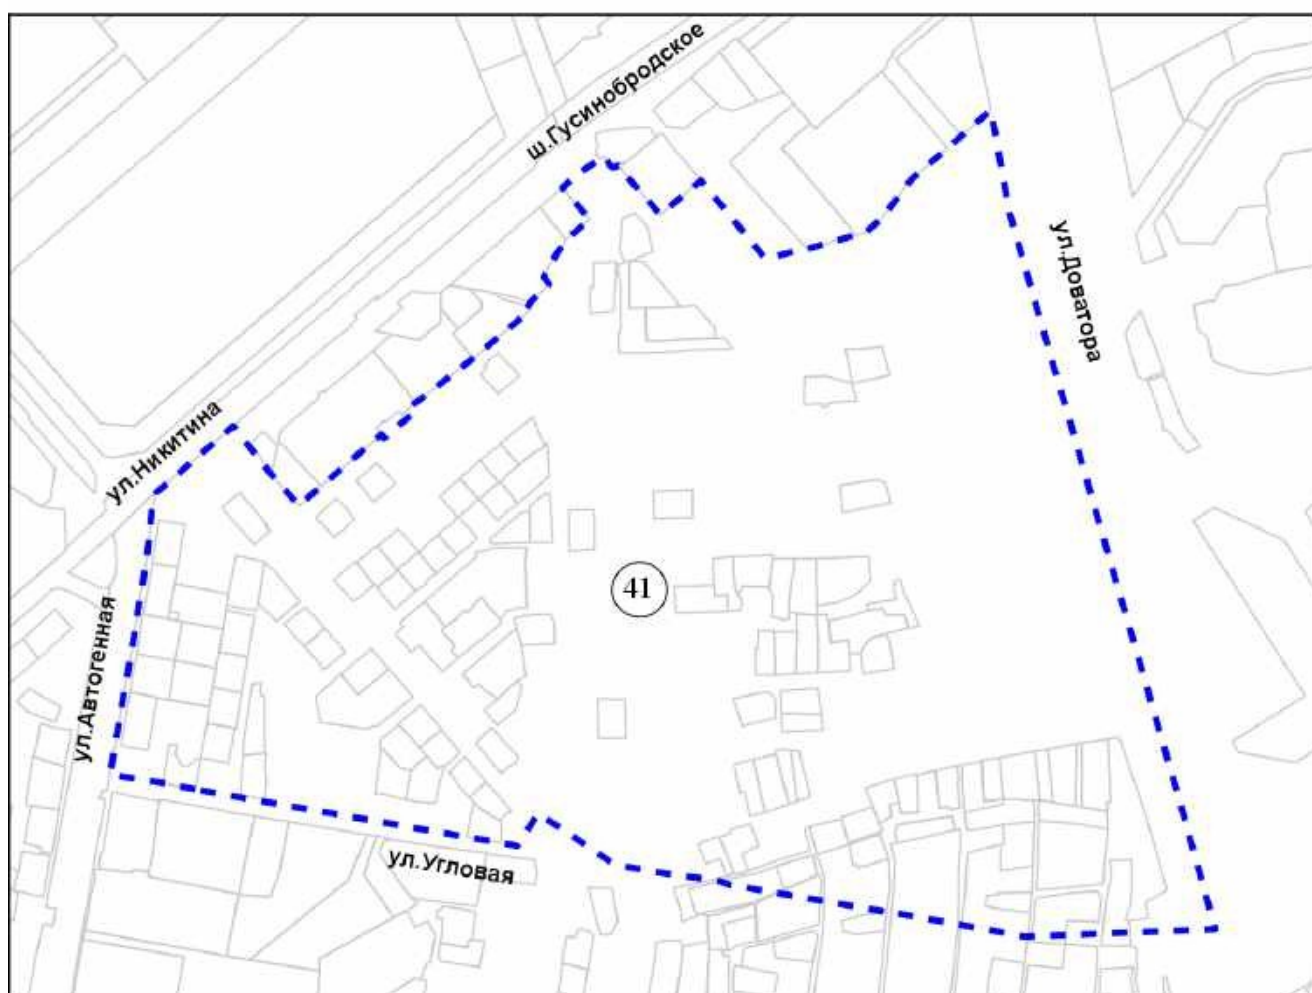 ш.Гусинобродское
ул.Доватора
ул.Никитина
41
ул.Автогенная
ул.Угловая